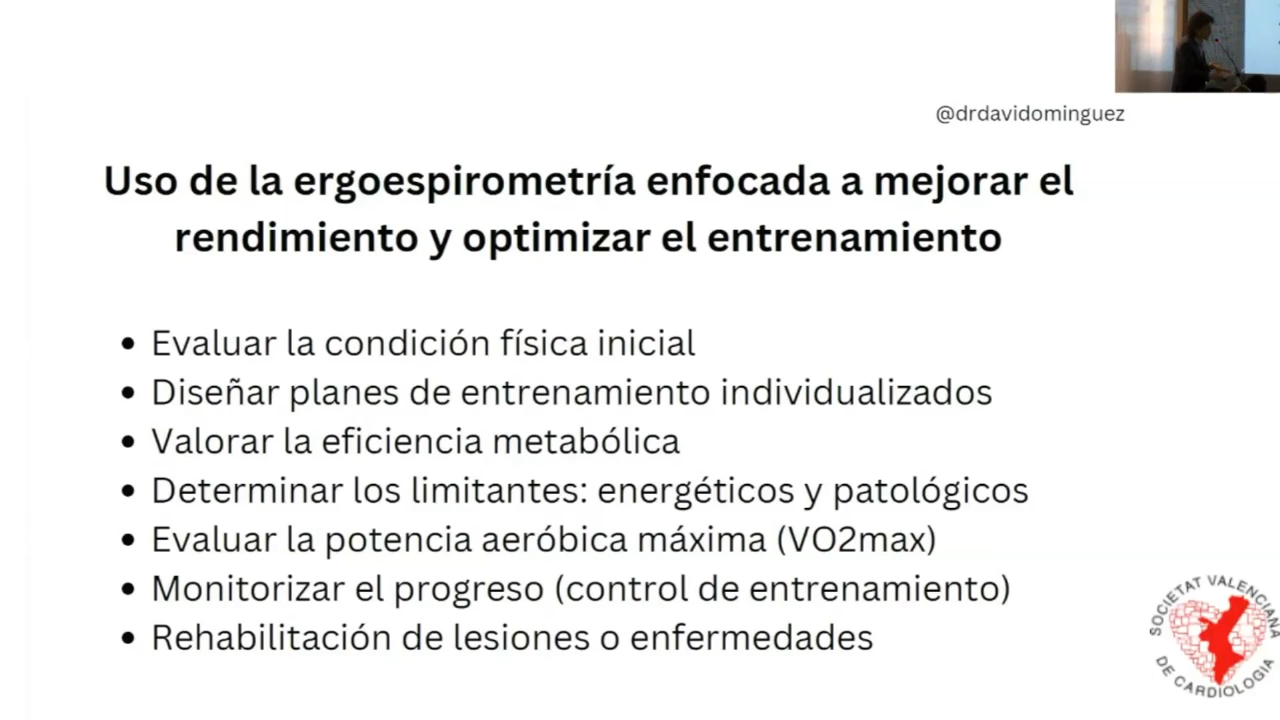 @drdavidominguez
Uso de la ergoespirometría enfocada a mejorar el
rendimiento y optimizar el entrenamiento
• Evaluar la condición física inicial
• Diseñar planes de entrenamiento individualizados
• Valorar la eficiencia metabólica
• Determinar los limitantes: energéticos y patológicos
• Evaluar la potencia aeróbica máxima (VO2max)
• Monitorizar el progreso (control de entrenamiento)
• Rehabilitación de lesiones o enfermedades
SOCIETAT VALENCIANA
DE CARDIOLOGIA